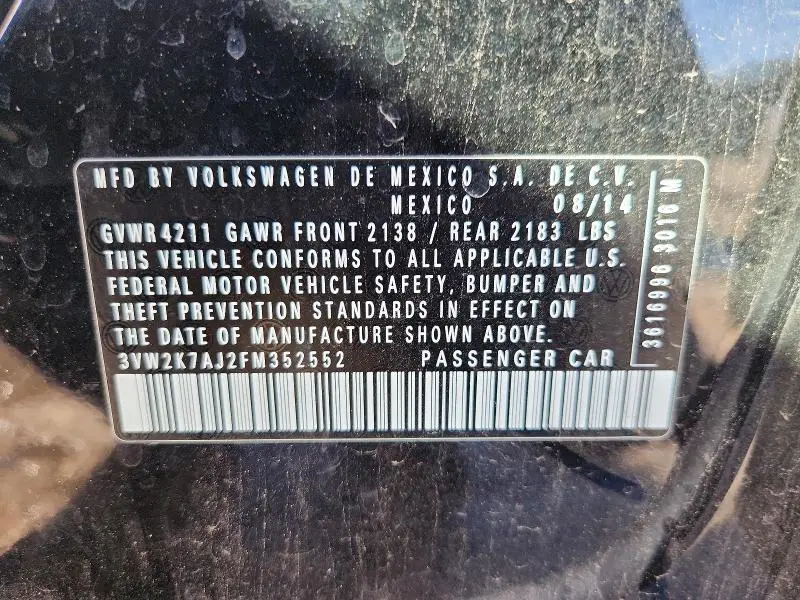 MFD BY VOLKSWAGEN DE MEXICO S.A. DE C.V.
MEXICO 08/14
GVWR 4211 GAWR FRONT 2138 / REAR 2183 LBS
THIS VEHICLE CONFORMS TO ALL APPLICABLE U.S.
FEDERAL MOTOR VEHICLE SAFETY, BUMPER AND
THEFT PREVENTION STANDARDS IN EFFECT ON
THE DATE OF MANUFACTURE SHOWN ABOVE.
3VW2K7AJ2FM352552 PASSENGER CAR
3616996 3010 M